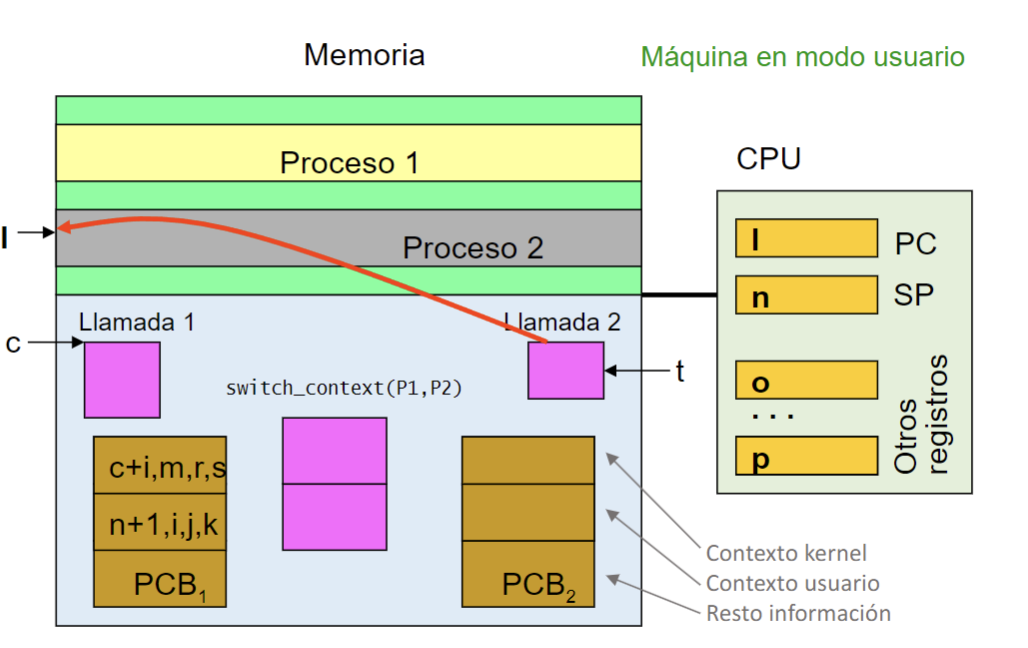 Memoria
Máquina en modo usuario
CPU
Proceso 1
l
Proceso 2
l
PC
n
SP
Llamada 1
Llamada 2
c
t
switch_context(P1,P2)
o
...
p
Otros
registros
c+i,m,r,s
n+1,i,j,k
PCB1
PCB2
Contexto kernel
Contexto usuario
Resto información